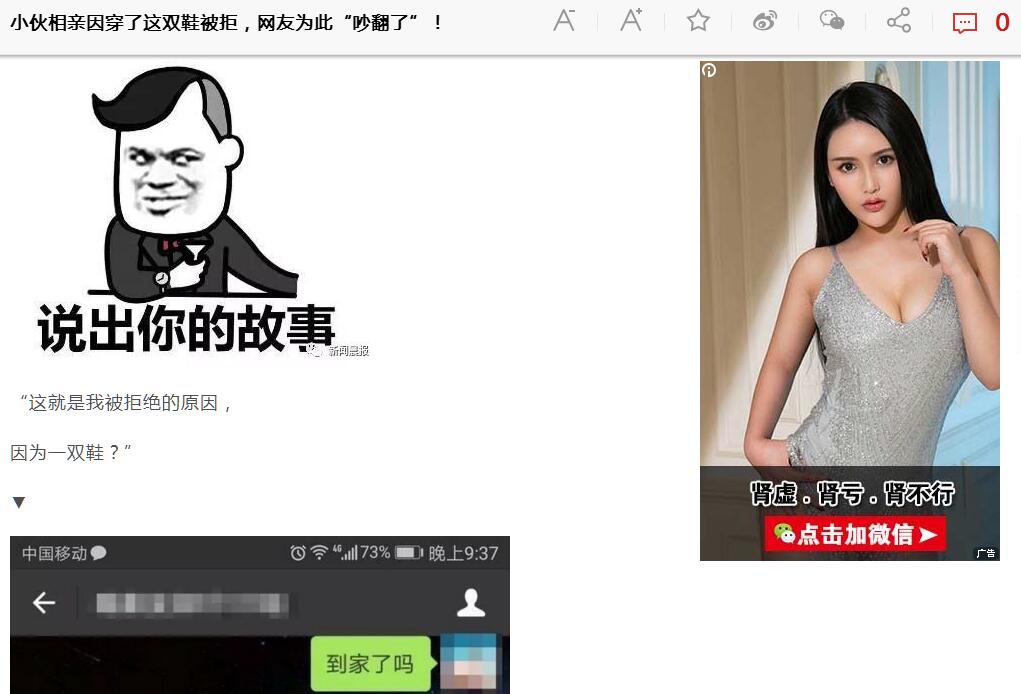 小伙相亲因穿了这双鞋被拒，网友为此“吵翻了”！
A-
A+
0
说出你的故事
新闻晨报
“这就是我被拒绝的原因，
因为一双鞋？”
▼
中国移动
4G
73%
晚上9:37
到家了吗
肾虚．肾亏．肾不行
点击加微信
广告